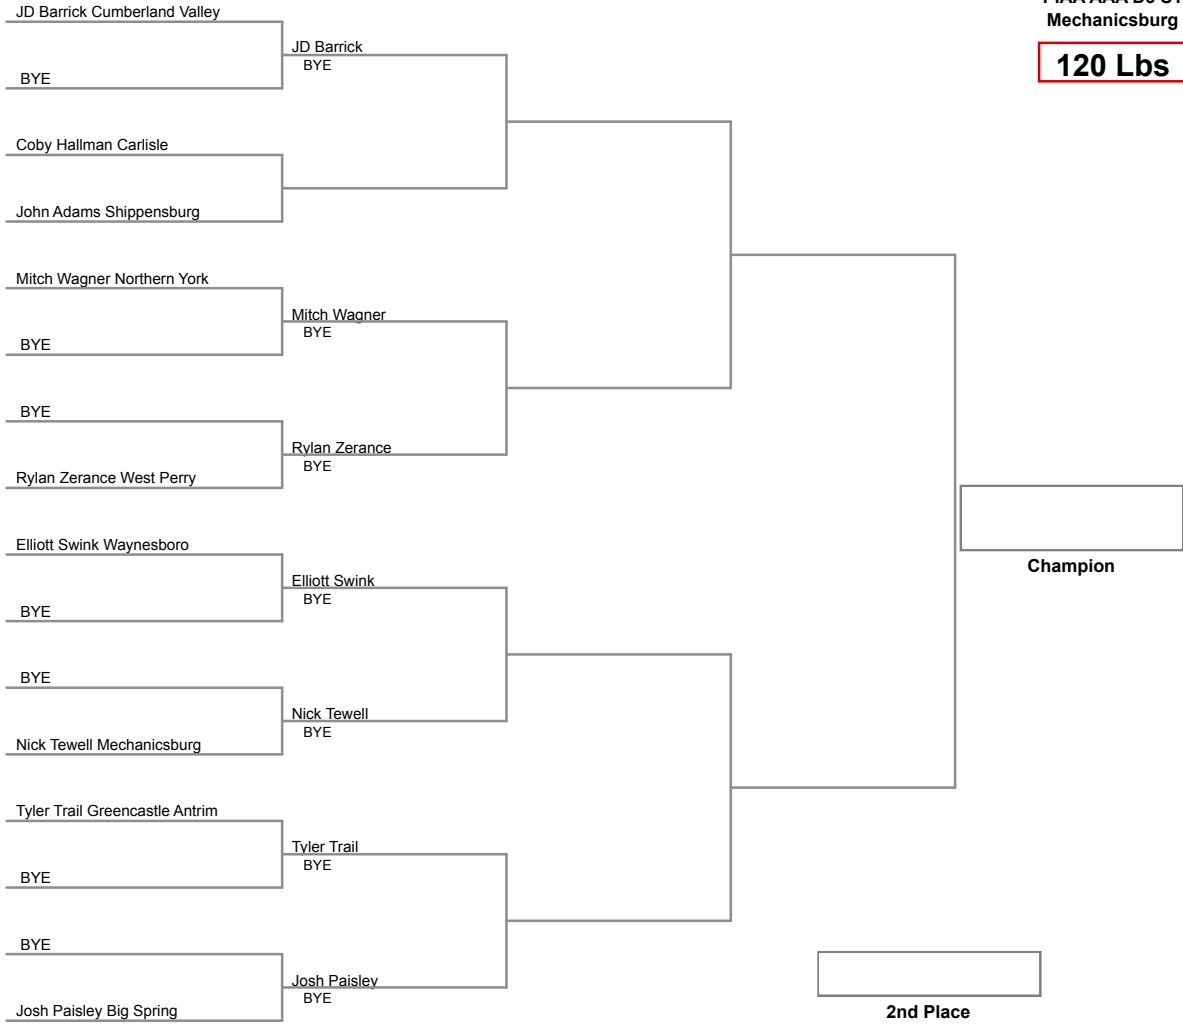 JD Barrick Cumberland Valley
BYE
Coby Hallman Carlisle
John Adams Shippensburg
Mitch Wagner Northern York
BYE
BYE
Rylan Zerance West Perry
Elliott Swink Waynesboro
BYE
BYE
Nick Tewell Mechanicsburg
Tyler Trail Greencastle Antrim
BYE
BYE
Josh Paisley Big Spring
JD Barrick
BYE
Mitch Wagner
BYE
Rylan Zerance
BYE
Elliott Swink
BYE
Nick Tewell
BYE
Tyler Trail
BYE
Josh Paisley
BYE
Mechanicsburg
120 Lbs
Champion
2nd Place